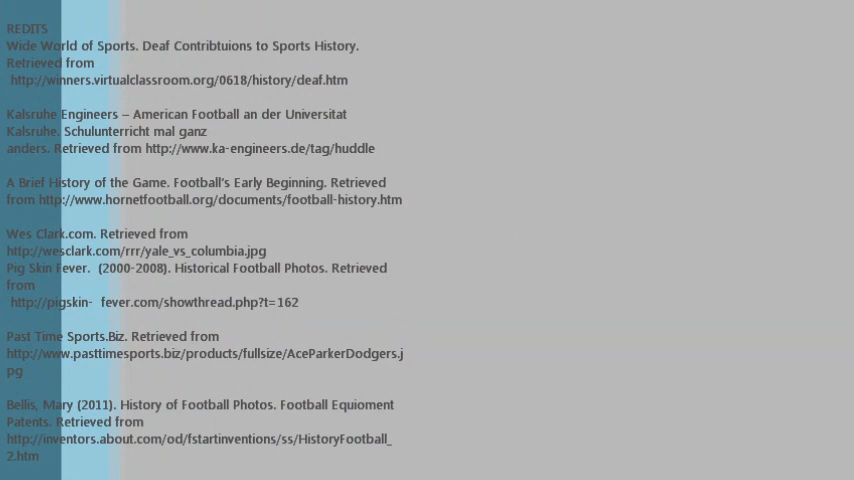 REDITS
Wide World of Sports. Deaf Contribtuions to Sports History.
Retrieved from
http://winners.virtualclassroom.org/0618/history/deaf.htm
Kalsruhe Engineers – American Football an der Universitat
Kalsruhe. Schulunterricht mal ganz
anders. Retrieved from http://www.ka-engineers.de/tag/huddle
A Brief History of the Game. Football's Early Beginning. Retrieved
from http://www.hornetfootball.org/documents/football-history.htm
Wes Clark.com. Retrieved from
http://wesclark.com/rrr/yale_vs_columbia.jpg
Pig Skin Fever.  (2000-2008). Historical Football Photos. Retrieved
from
http://pigskin-  fever.com/showthread.php?t=162
Past Time Sports.Biz. Retrieved from
http://www.pasttimesports.biz/products/fullsize/AceParkerDodgers.j
pg
Bellis, Mary (2011). History of Football Photos. Football Equioment
Patents. Retrieved from
http://inventors.about.com/od/fstartinventions/ss/HistoryFootball_
2.htm